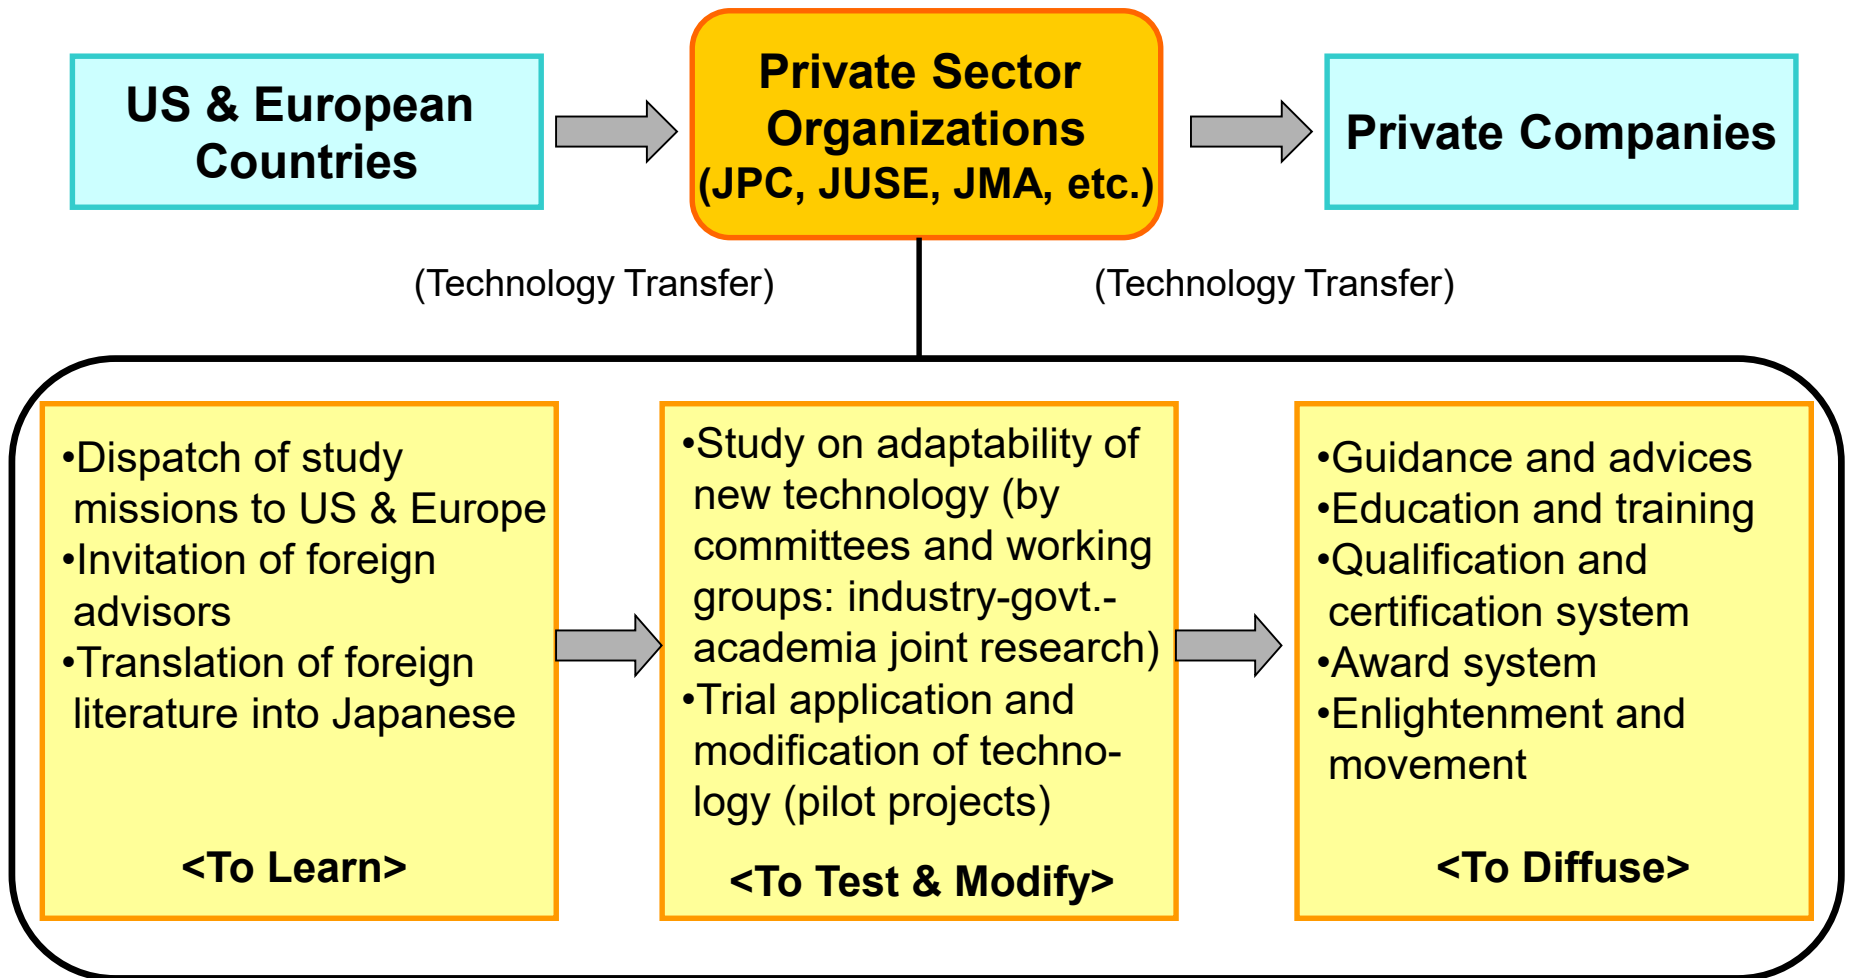 US & European
Countries
Private Sector
Organizations
(JPC, JUSE, JMA, etc.)
Private Companies
(Technology Transfer)
(Technology Transfer)
•Dispatch of study
missions to US & Europe
•Invitation of foreign
advisors
•Translation of foreign
literature into Japanese
<To Learn>
•Study on adaptability of
new technology (by
committees and working
groups: industry-govt.-
academia joint research)
•Trial application and
modification of techno-
logy (pilot projects)
<To Test & Modify>
•Guidance and advices
•Education and training
•Qualification and
certification system
•Award system
•Enlightenment and
movement
<To Diffuse>